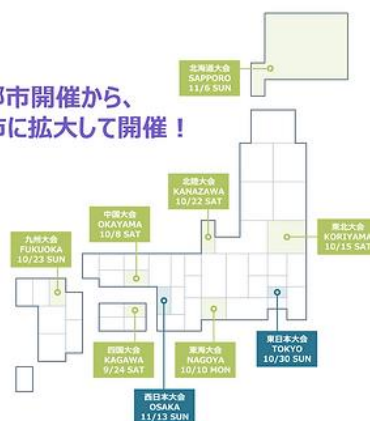 都市開催から、
市に拡大して開催！
北海道大会
SAPPORO
11/6 SUN
北陸大会
KANAZAWA
10/22 SAT
中国大会
OKAYAMA
10/8 SAT
東北大会
KORIYAMA
10/15 SAT
九州大会
FUKUOKA
10/23 SUN
四国大会
KAGAWA
9/24 SAT
東海大会
NAGOYA
10/10 MON
東日本大会
TOKYO
10/30 SUN
西日本大会
OSAKA
11/13 SUN